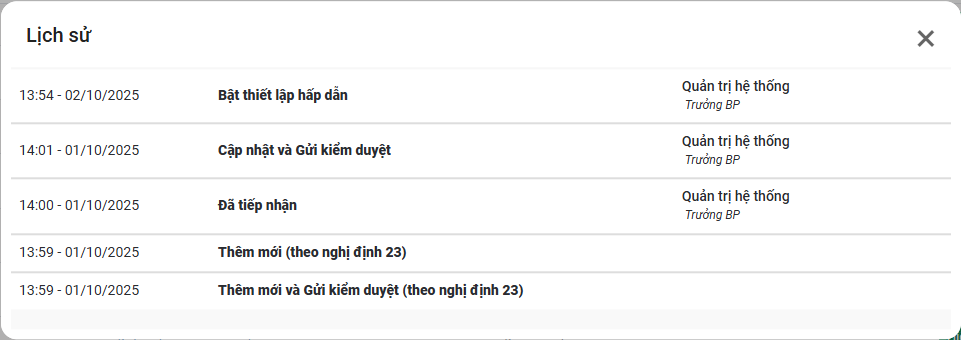 Lịch sử
13:54 - 02/10/2025 Bật thiết lập hấp dẫn Quản trị hệ thống
Trưởng BP
14:01 - 01/10/2025 Cập nhật và Gửi kiểm duyệt Quản trị hệ thống
Trưởng BP
14:00 - 01/10/2025 Đã tiếp nhận Quản trị hệ thống
Trưởng BP
13:59 - 01/10/2025 Thêm mới (theo nghị định 23)
13:59 - 01/10/2025 Thêm mới và Gửi kiểm duyệt (theo nghị định 23)